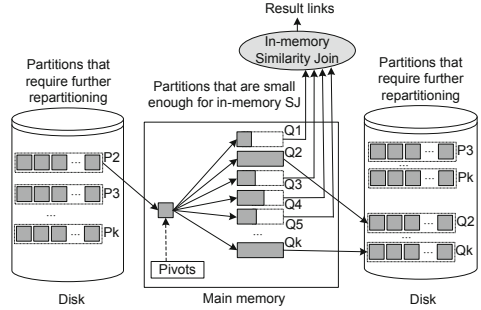 Result links
In-memory
Similarity Join
Partitions that
require further
repartitioning
Partitions that are small
enough for in-memory SJ
Partitions that
require further
repartitioning
P2
...
P3
...
...
Pk
...
Pivots
Q1
Q2
Q3
Q4
Q5
...
Qk
P3
...
...
Pk
...
Q2
...
...
Qk
...
Disk
Main memory
Disk